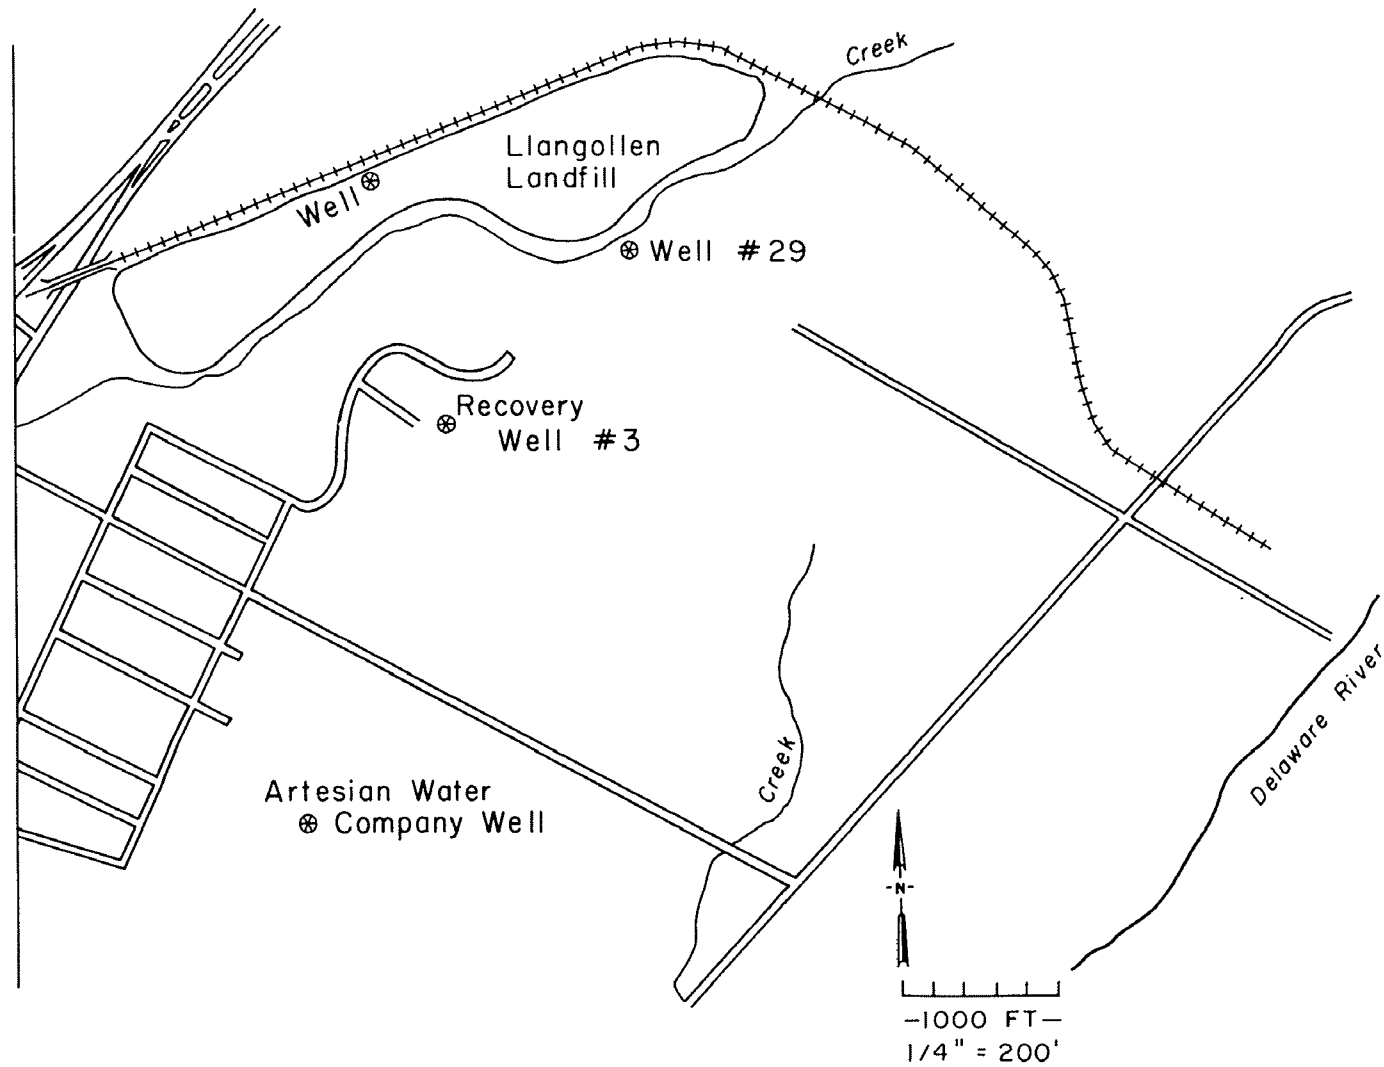 Creek
Llangollen
Landfill
Well
Well #29
Recovery
Well #3
Creek
Delaware River
Artesian Water
Company Well
-N-
-1000 FT-
1/4" = 200'